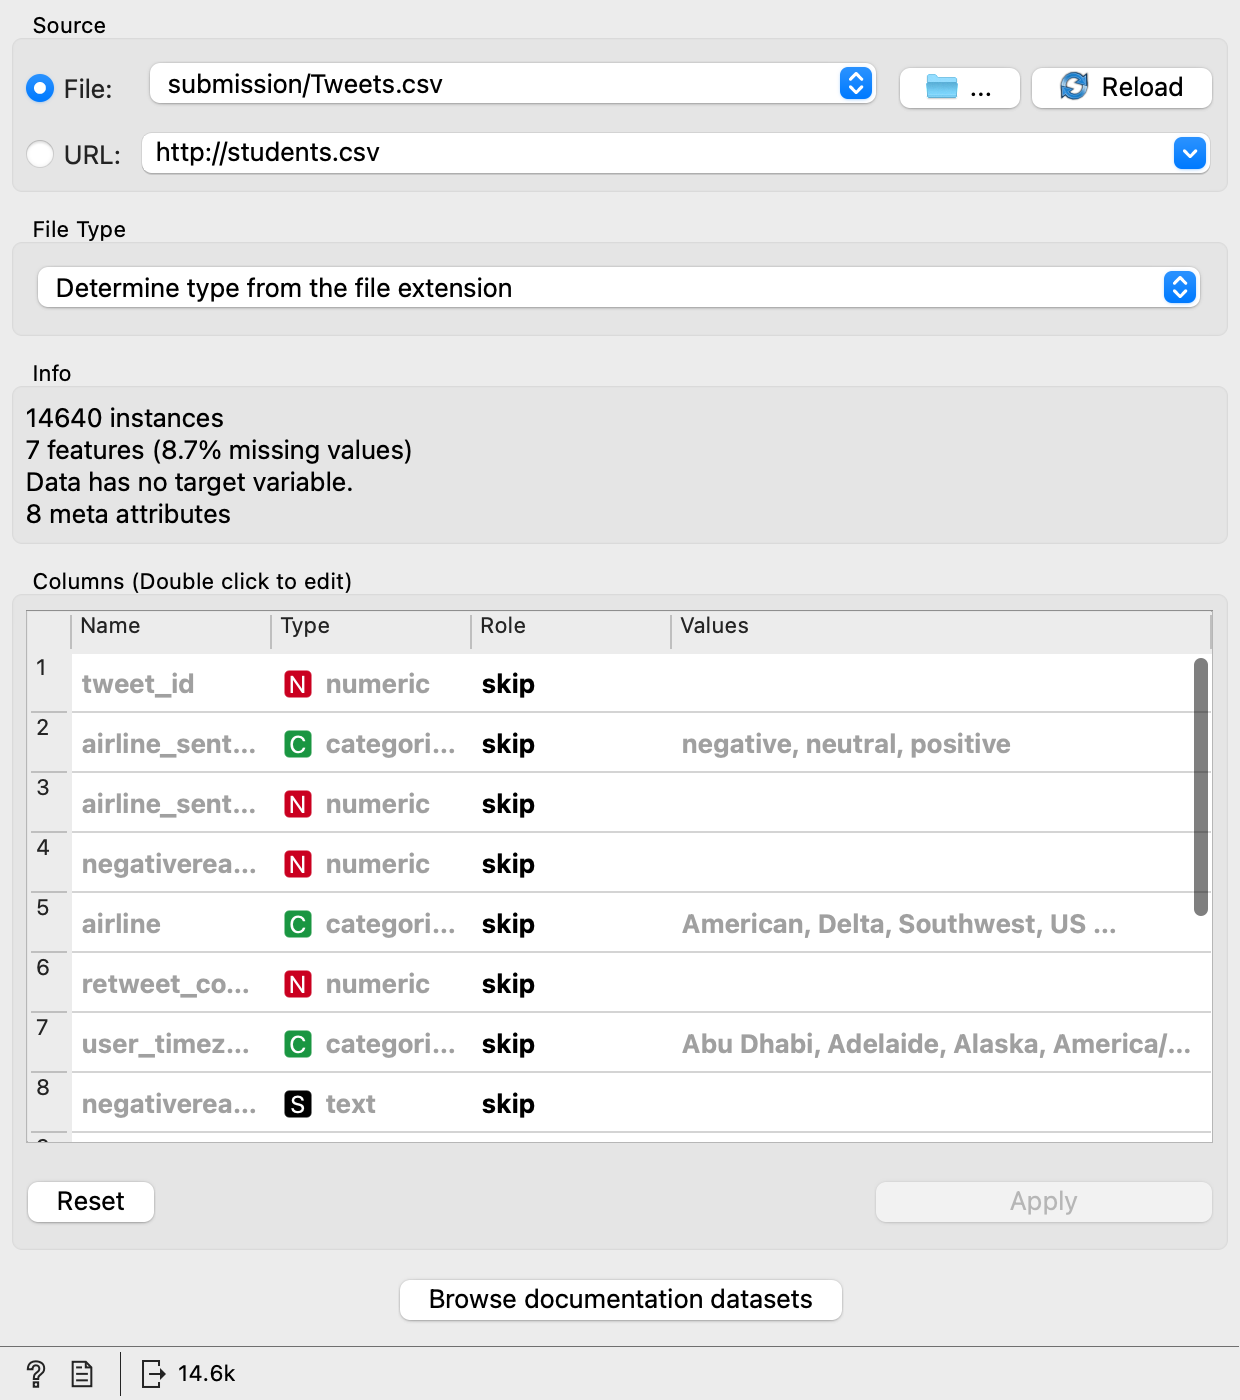 Source
File: submission/Tweets.csv ... Reload
URL: http://students.csv
File Type
Determine type from the file extension
Info
14640 instances
7 features (8.7% missing values)
Data has no target variable.
8 meta attributes
Columns (Double click to edit)
Name Type Role Values
1 tweet_id N numeric skip
2 airline_sent... C categori... skip negative, neutral, positive
3 airline_sent... N numeric skip
4 negativerea... N numeric skip
5 airline C categori... skip American, Delta, Southwest, US ...
6 retweet_co... N numeric skip
7 user_timez... C categori... skip Abu Dhabi, Adelaide, Alaska, America/...
8 negativerea... S text skip
Reset Apply
Browse documentation datasets
? 14.6k